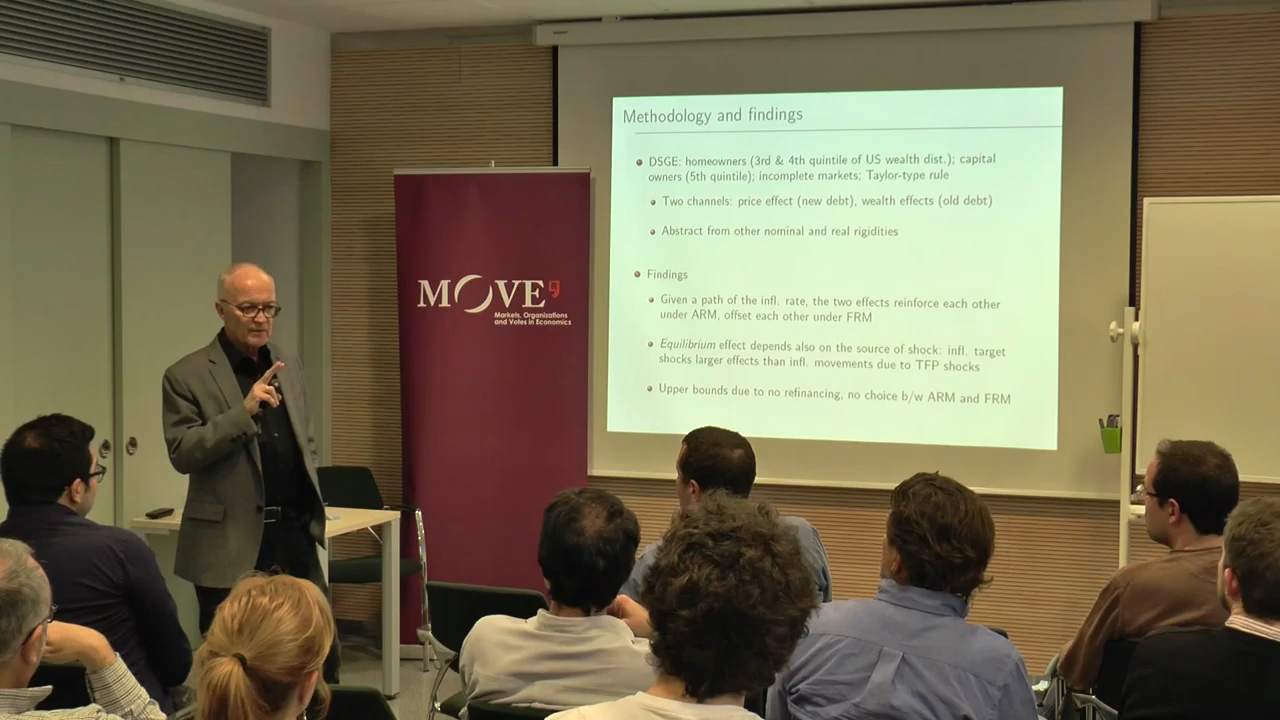 MOVE
Markets, Organizations
and Votes in Economics
Methodology and findings
DSGE: homeowners (3rd & 4th quintile of US wealth dist.); capital
owners (5th quintile); incomplete markets; Taylor-type rule
Two channels: price effect (new debt), wealth effects (old debt)
Abstract from other nominal and real rigidities
Findings
Given a path of the infl. rate, the two effects reinforce each other
under ARM, offset each other under FRM
Equilibrium effect depends also on the source of shock: infl. target
shocks larger effects than infl. movements due to TFP shocks
Upper bounds due to no refinancing, no choice b/w ARM and FRM